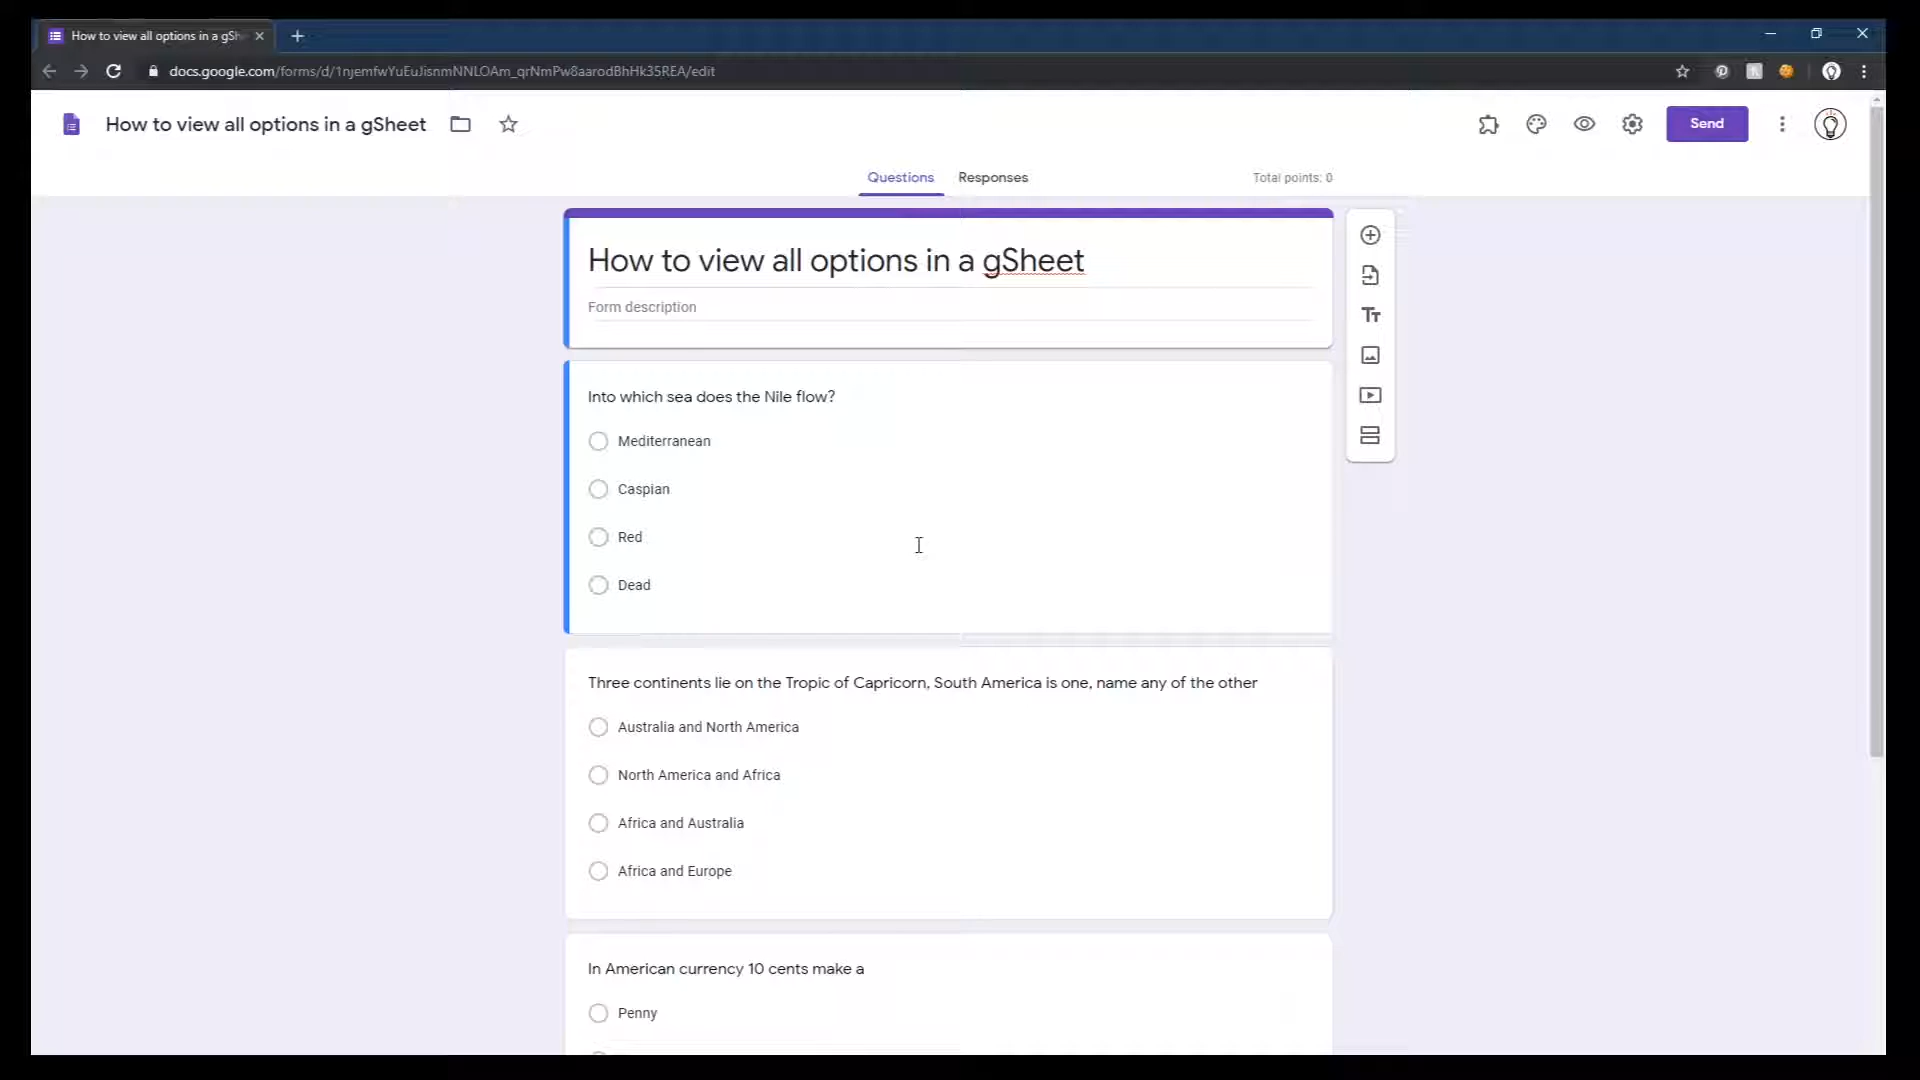 How to view all options in a gSh
docs.google.com/forms/d/1njemfwYuEuJisnmNNLOAm_qrNmPw8aarodBhHk35REA/edit
How to view all options in a gSheet
Send
Questions Responses Total points: 0
How to view all options in a gSheet
Form description
Into which sea does the Nile flow?
Mediterranean
Caspian
Red
Dead
Three continents lie on the Tropic of Capricorn, South America is one, name any of the other
Australia and North America
North America and Africa
Africa and Australia
Africa and Europe
In American currency 10 cents make a
Penny